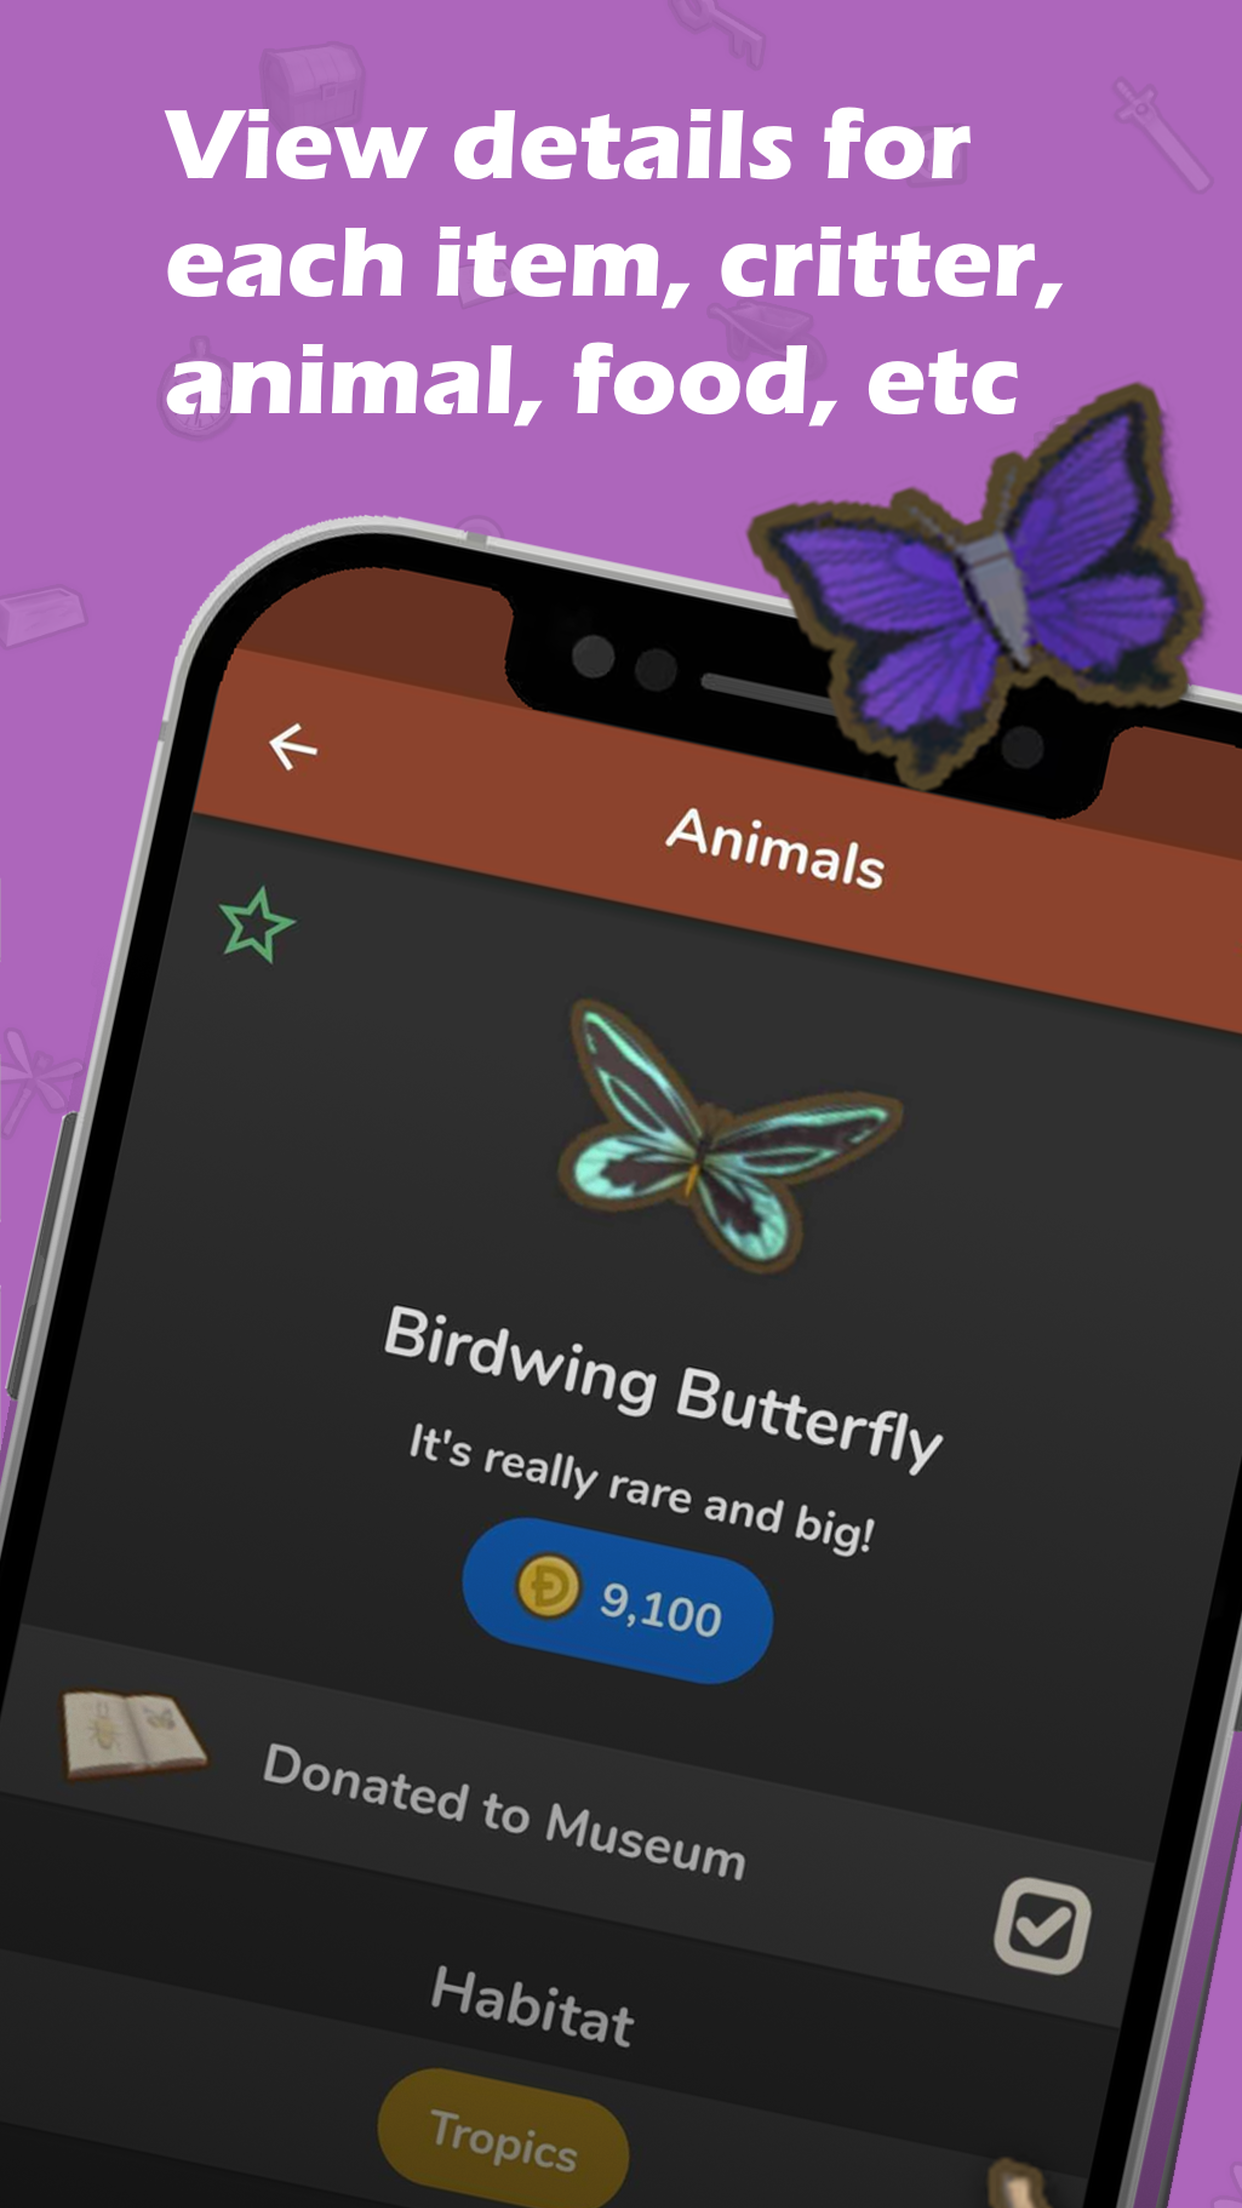 View details for
each item, critter,
animal, food, etc
Animals
Birdwing Butterfly
It's really rare and big!
9,100
Donated to Museum
Habitat
Tropics